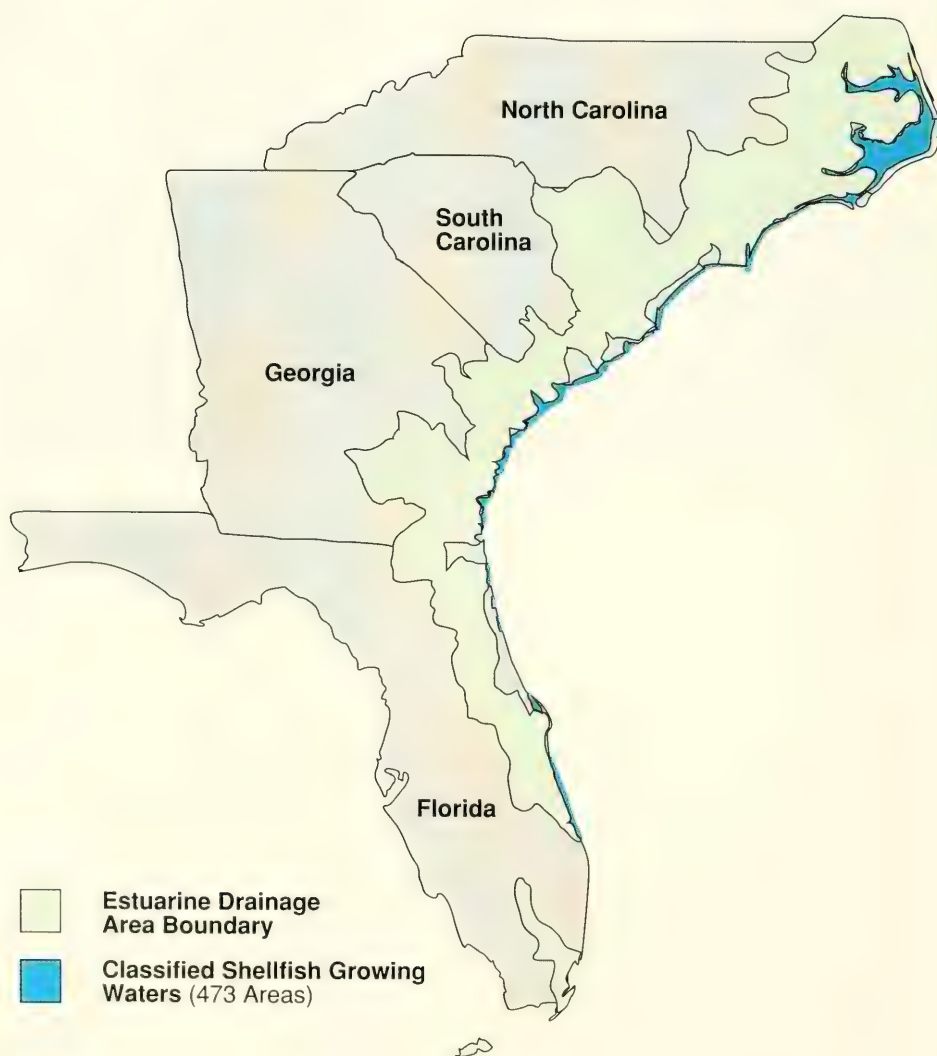 North Carolina
South
Carolina
Georgia
Florida
Estuarine Drainage
Area Boundary
Classified Shellfish Growing
Waters (473 Areas)